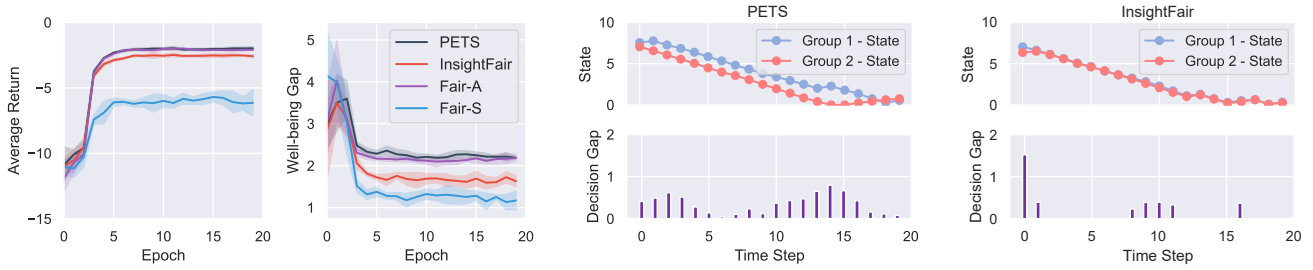 Average Return
0
−5
−10
−15
0 5 10 15 20
Epoch
Well-being Gap
5
4
3
2
1
PETS
InsightFair
Fair-A
Fair-S
0 5 10 15 20
Epoch
PETS
State
10
5
0
Group 1 - State
Group 2 - State
Decision Gap
2
1
0
0 5 10 15 20
Time Step
InsightFair
State
10
5
0
Group 1 - State
Group 2 - State
Decision Gap
2
1
0
0 5 10 15 20
Time Step